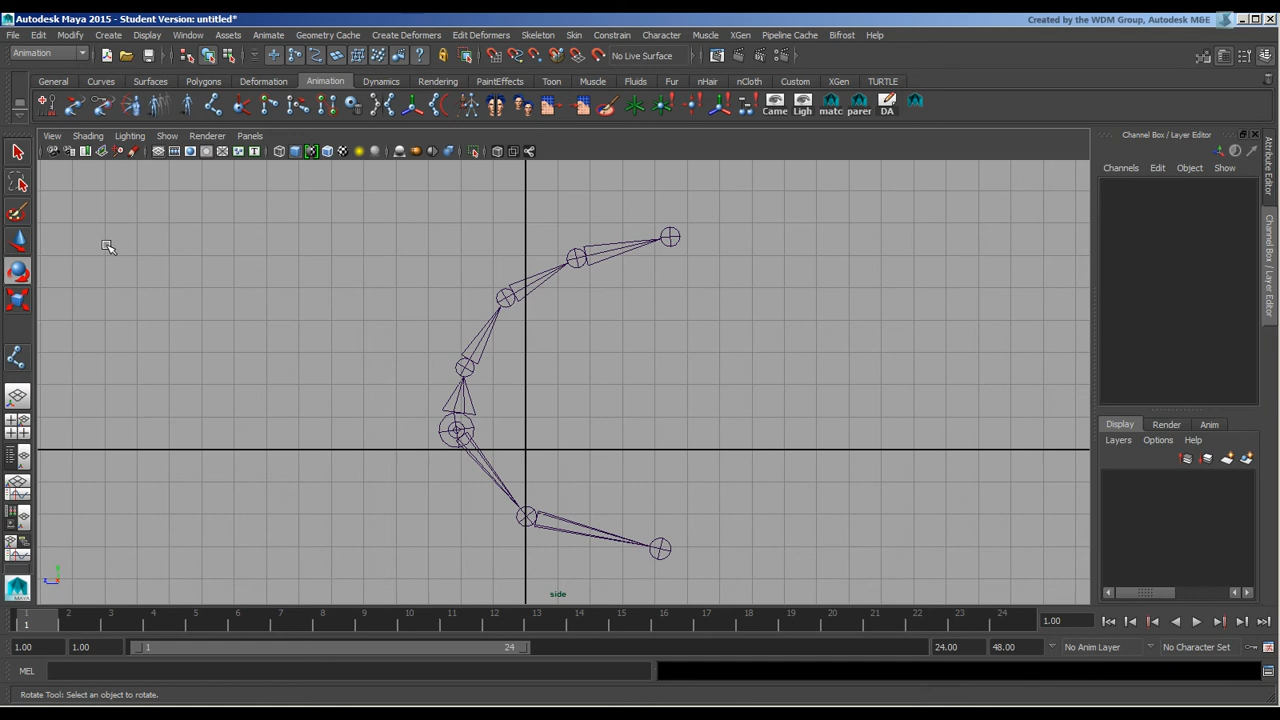 Autodesk Maya 2015 - Student Version: untitled*
Created by the WDM Group, Autodesk M&E
File Edit Modify Create Display Window Assets Animate Geometry Cache Create Deformers Edit Deformers Skeleton Skin Constrain Character Muscle XGen Pipeline Cache Bifrost Help
Animation
No Live Surface
General Curves Surfaces Polygons Deformation Animation Dynamics Rendering PaintEffects Toon Muscle Fluids Fur nHair nCloth Custom XGen TURTLE
Came Ligh matc parer DA
View Shading Lighting Show Renderer Panels
Channel Box / Layer Editor
Channels Edit Object Show
Attribute Editor
Channel Box / Layer Editor
Display Render Anim
Layers Options Help
side
1 2 3 4 5 6 7 8 9 10 11 12 13 14 15 16 17 18 19 20 21 22 23 24
1
1.00
1.00 1.00 1 24 24.00 48.00 No Anim Layer No Character Set
MEL
Rotate Tool: Select an object to rotate.